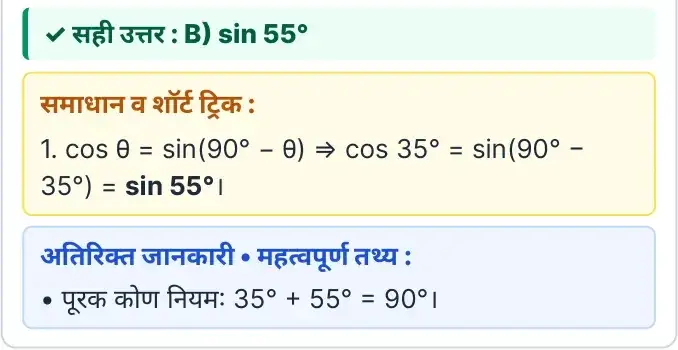 ✓ सही उत्तर : B) sin 55°
समाधान व शॉर्ट ट्रिक :
1. cos θ = sin(90° − θ) ⇒ cos 35° = sin(90° −
35°) = sin 55°।
अतिरिक्त जानकारी • महत्वपूर्ण तथ्य :
• पूरक कोण नियमः 35° + 55° = 90°।